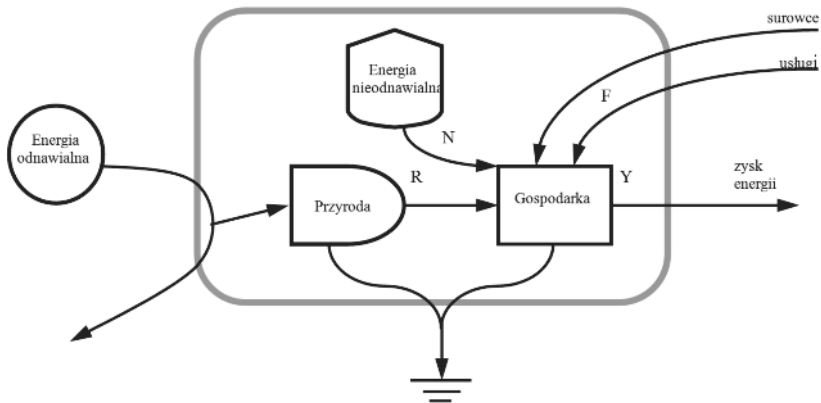 surowce
usługi
Energia
nieodnawialna
F
N
Energia
odnawialna
R
Y
zysk
energii
Przyroda
Gospodarka